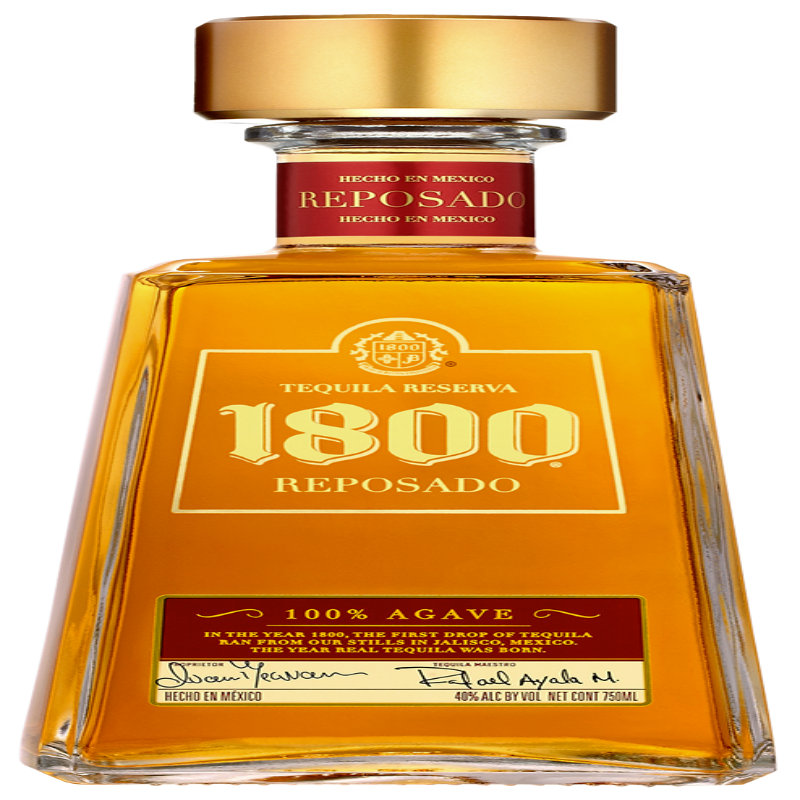 HECHO EN MEXICO
REPOSADO
HECHO EN MEXICO
1800
®
TEQUILA RESERVA
1800®
REPOSADO
100% AGAVE
IN THE YEAR 1800, THE FIRST DROP OF TEQUILA
RAN FROM OUR STILLS IN JALISCO, MEXICO.
THE YEAR REAL TEQUILA WAS BORN.
PROPRIETOR TEQUILA MAESTRO
Rafael Ayala M.
HECHO EN MÉXICO 40% ALC BY VOL NET CONT 750ML